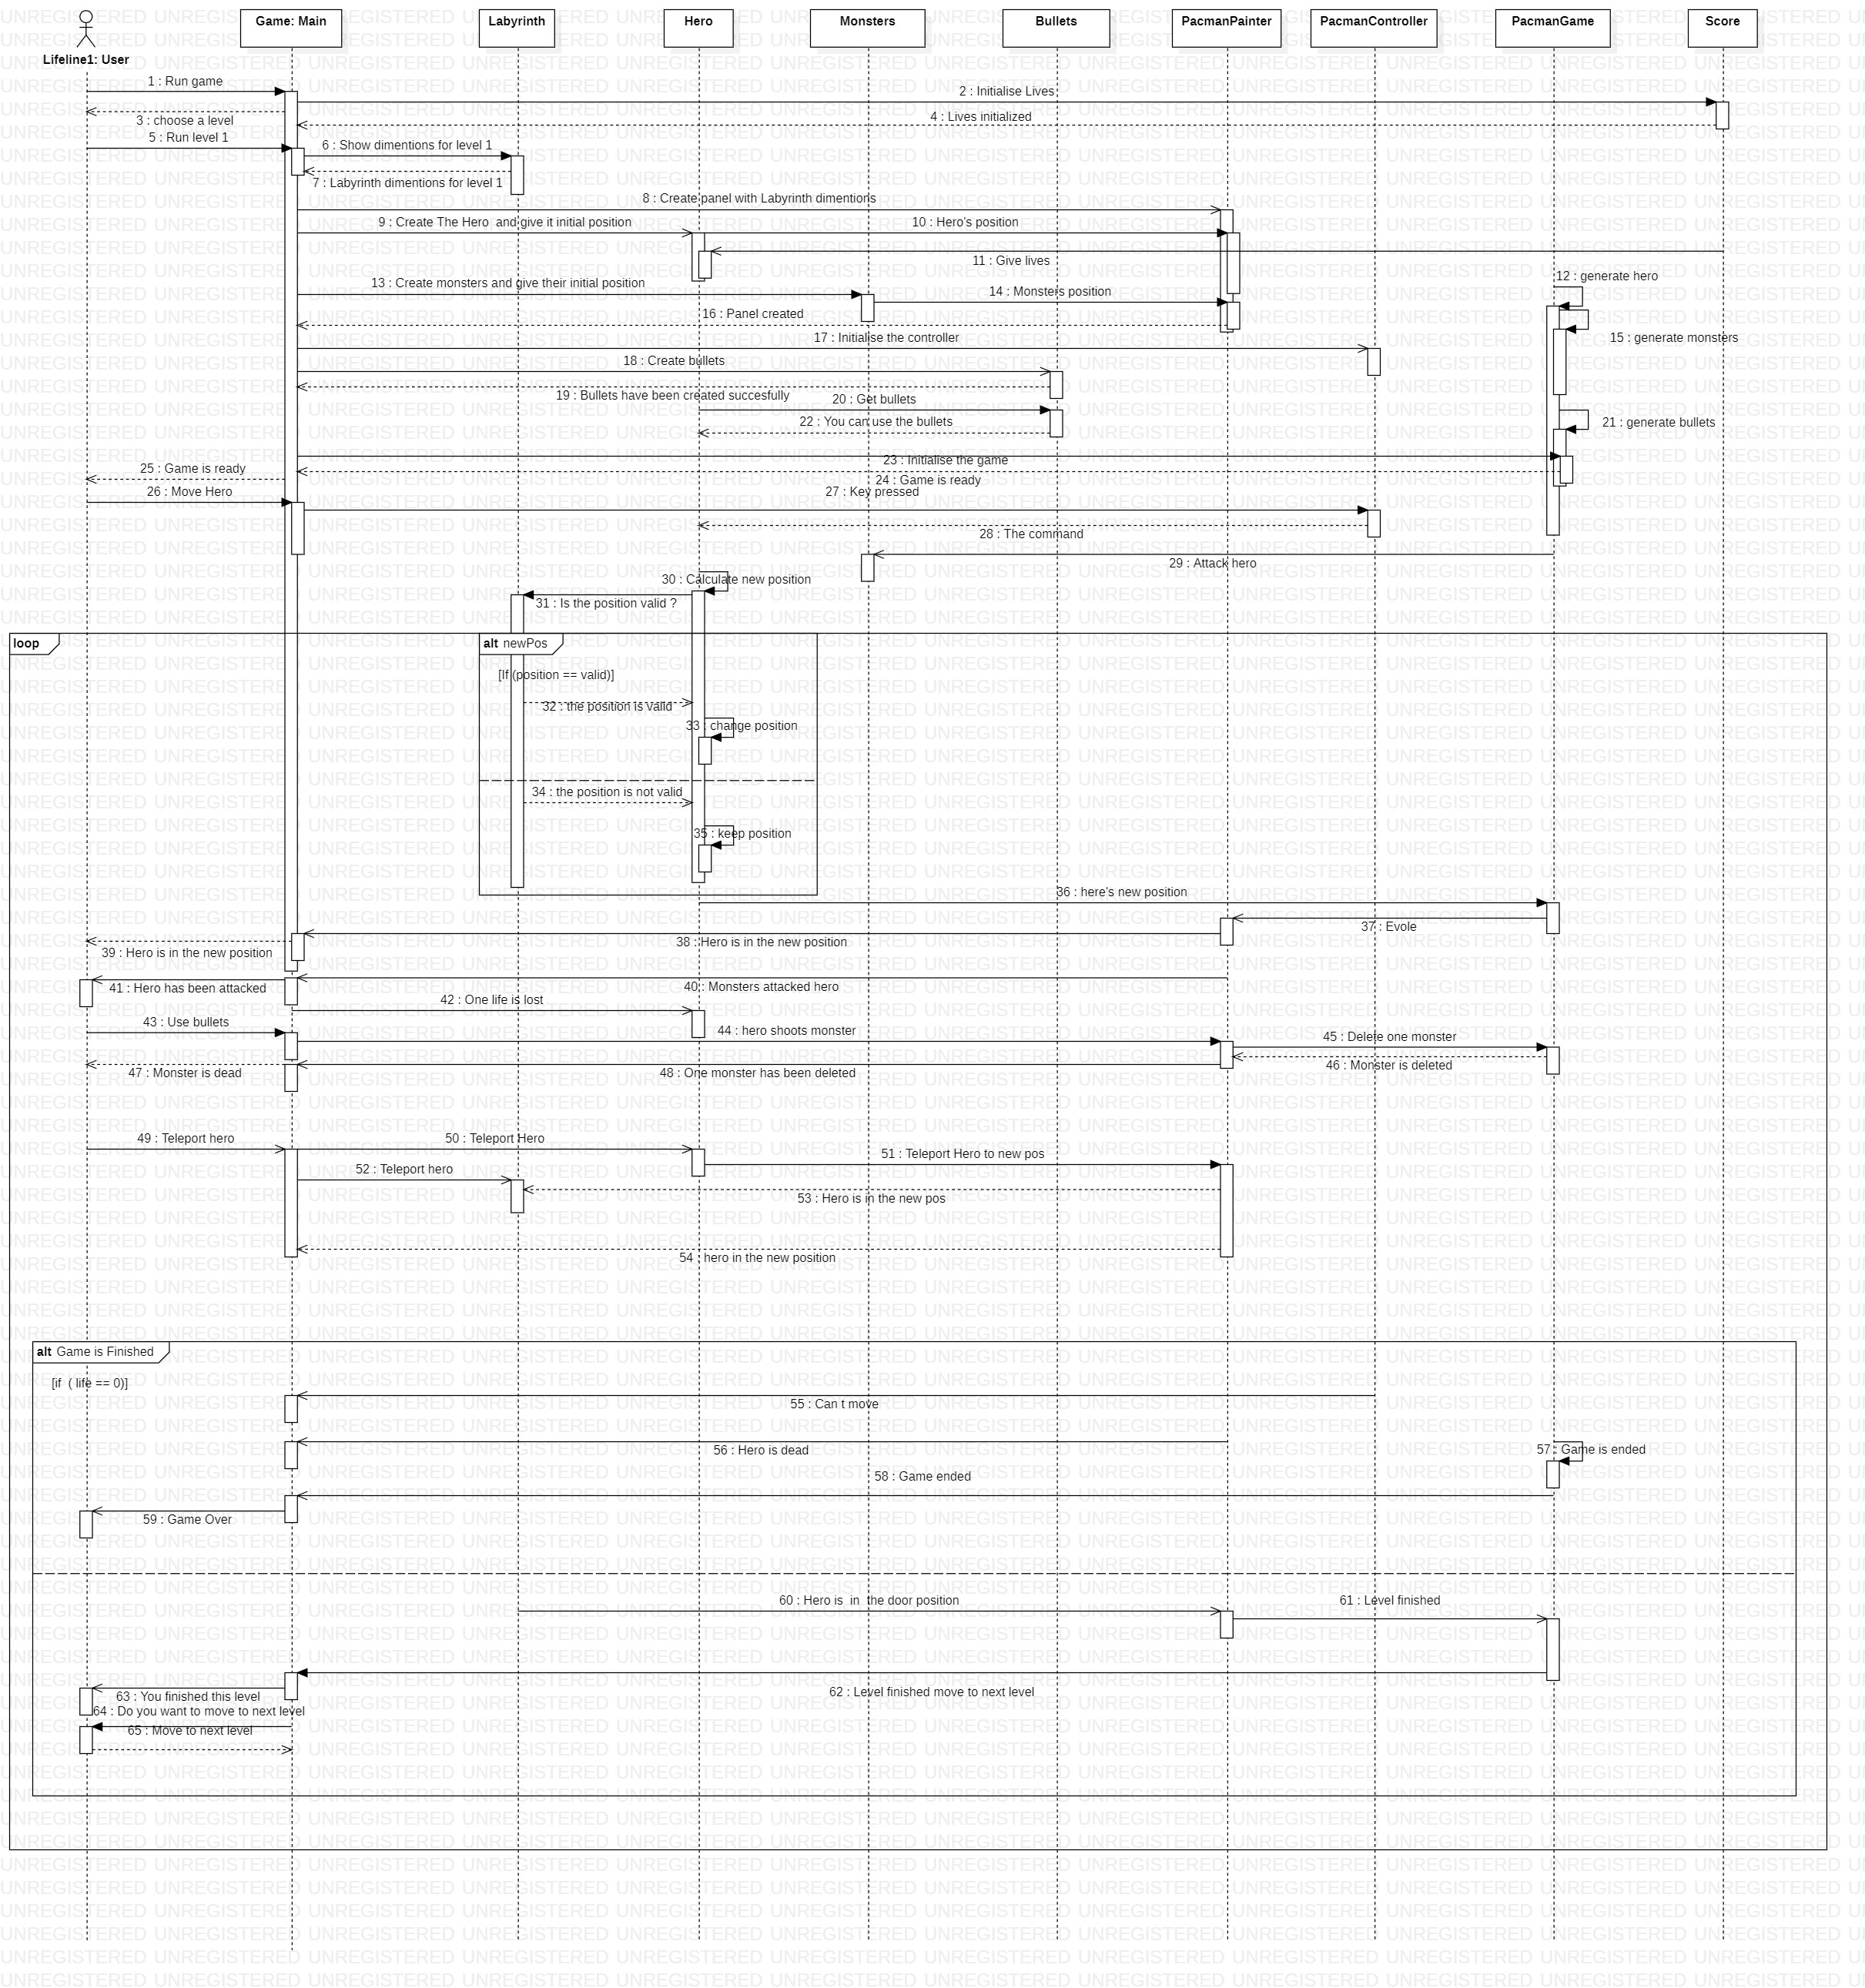 Lifeline1: User
Game: Main
Labyrinth
Hero
Monsters
Bullets
PacmanPainter
PacmanController
PacmanGame
Score
1 : Run game
2 : Initialise Lives
3 : choose a level
4 : Lives initialized
5 : Run level 1
6 : Show dimentions for level 1
7 : Labyrinth dimentions for level 1
8 : Create panel with Labyrinth dimentions
9 : Create The Hero  and give it initial position
10 : Hero's position
11 : Give lives
12 : generate hero
13 : Create monsters and give their initial position
14 : Monsters position
15 : generate monsters
16 : Panel created
17 : Initialise the controller
18 : Create bullets
19 : Bullets have been created succesfully
20 : Get bullets
21 : generate bullets
22 : You can use the bullets
23 : Initialise the game
24 : Game is ready
25 : Game is ready
26 : Move Hero
27 : Key pressed
28 : The command
29 : Attack hero
30 : Calculate new position
31 : Is the position valid ?
loop
alt newPos
[If (position == valid)]
32 : the position is valid
33 : change position
34 : the position is not valid
35 : keep position
36 : here's new position
37 : Evole
38 : Hero is in the new position
39 : Hero is in the new position
40 : Monsters attacked hero
41 : Hero has been attacked
42 : One life is lost
43 : Use bullets
44 : hero shoots monster
45 : Delete one monster
46 : Monster is deleted
47 : Monster is dead
48 : One monster has been deleted
49 : Teleport hero
50 : Teleport Hero
51 : Teleport Hero to new pos
52 : Teleport hero
53 : Hero is in the new pos
54 : hero in the new position
alt Game is Finished
[if  ( life == 0)]
55 : Can t move
56 : Hero is dead
57 : Game is ended
58 : Game ended
59 : Game Over
60 : Hero is  in  the door position
61 : Level finished
62 : Level finished move to next level
63 : You finished this level
64 : Do you want to move to next level
65 : Move to next level
UNREGISTERED